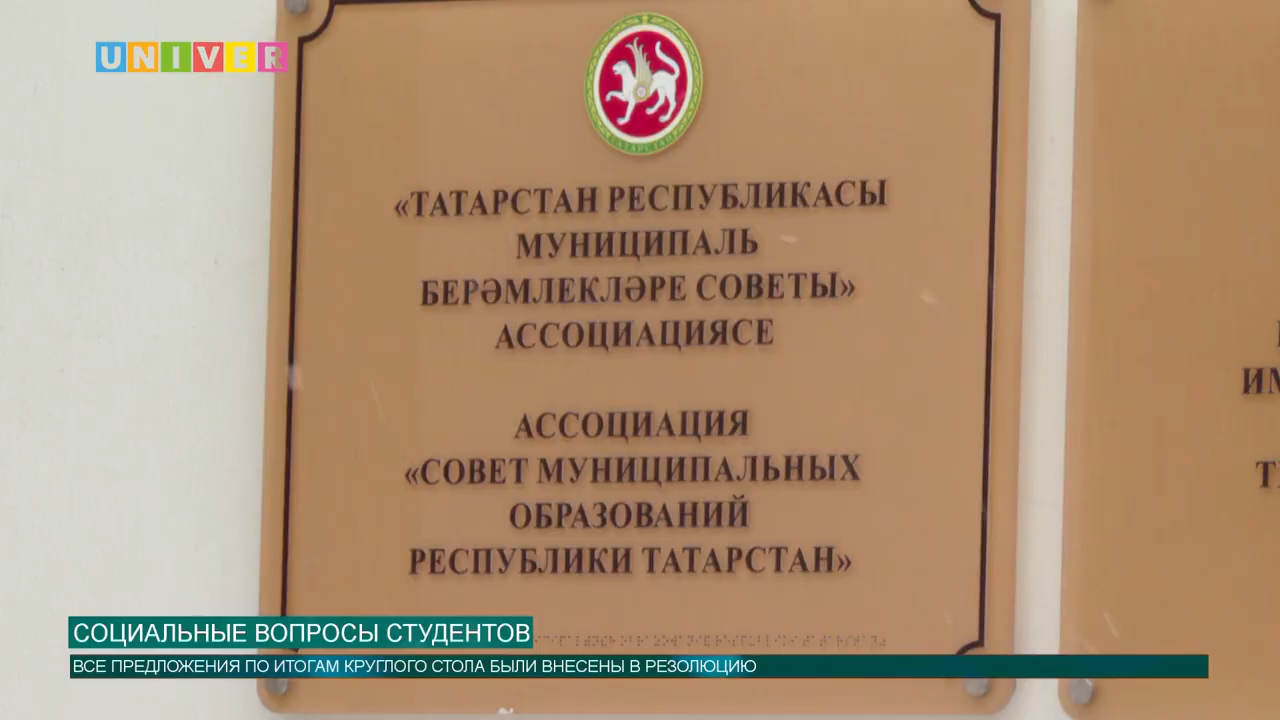 UNIVER
ТАТАРСТАН
«ТАТАРСТАН РЕСПУБЛИКАСЫ
МУНИЦИПАЛЬ
БЕРӘМЛЕКЛӘРЕ СОВЕТЫ»
АССОЦИАЦИЯСЕ
АССОЦИАЦИЯ
«СОВЕТ МУНИЦИПАЛЬНЫХ
ОБРАЗОВАНИЙ
РЕСПУБЛИКИ ТАТАРСТАН»
СОЦИАЛЬНЫЕ ВОПРОСЫ СТУДЕНТОВ
ВСЕ ПРЕДЛОЖЕНИЯ ПО ИТОГАМ КРУГЛОГО СТОЛА БЫЛИ ВНЕСЕНЫ В РЕЗОЛЮЦИЮ